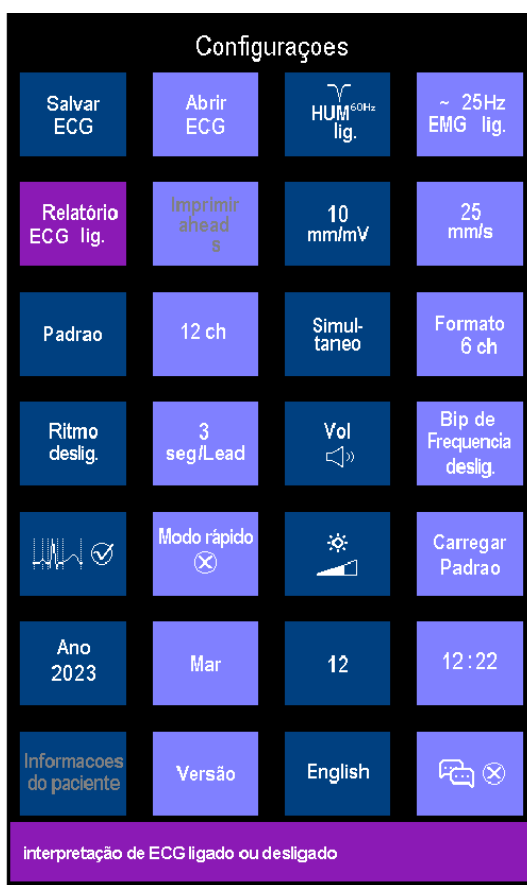 Configuraçoes
Salvar
ECG
Abrir
ECG
HUM60Hz
lig.
~ 25Hz
EMG lig.
Relatório
ECG lig.
Imprimir
ahead
s
10
mm/mV
25
mm/s
Padrao
12 ch
Simul-
taneo
Formato
6 ch
Ritmo
deslig.
3
seg/Lead
Vol
Bip de
Frequencia
deslig.
Modo rápido
Carregar
Padrao
Ano
2023
Mar
12
12:22
Informacoes
do paciente
Versão
English
interpretação de ECG ligado ou desligado